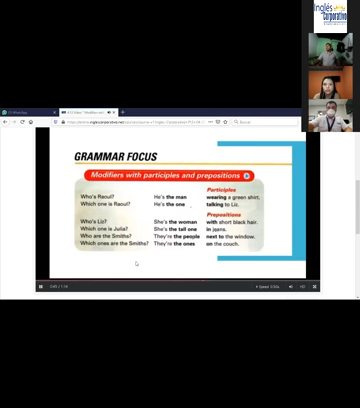 Inglés
Corporativo
Buscar
GRAMMAR FOCUS
Modifiers with participles and prepositions
Participles
Who's Raoul? He's the man wearing a green shirt.
Which one is Raoul? He's the one talking to Liz.
Prepositions
Who's Liz? She's the woman with short black hair.
Which one is Julia? She's the tall one in jeans.
Who are the Smiths? They're the people next to the window.
Which ones are the Smiths? They're the ones on the couch.